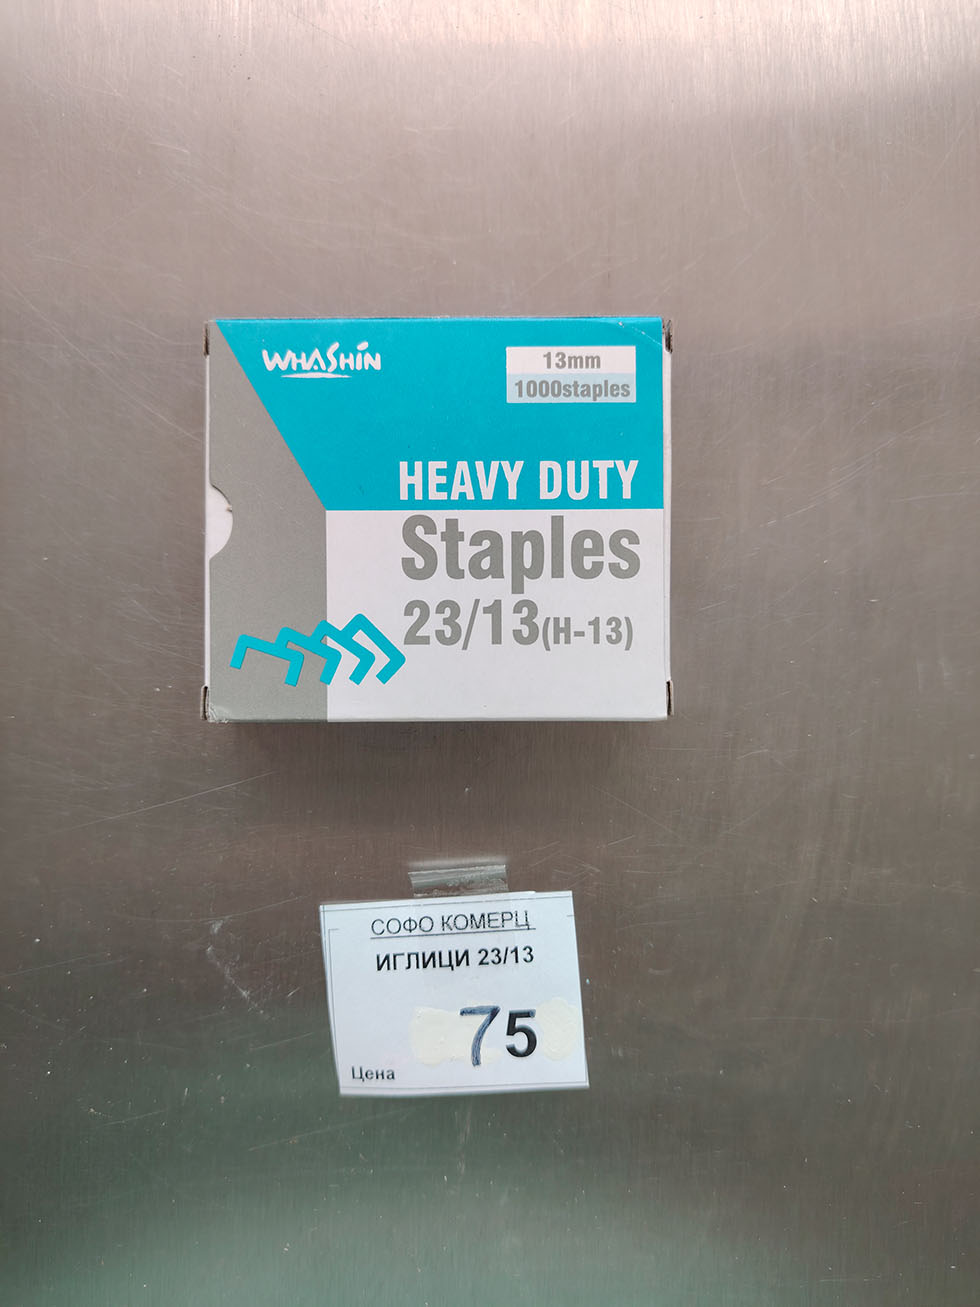 WHASHIN
13mm
1000staples
HEAVY DUTY
Staples
23/13(H-13)
СОФО КОМЕРЦ
ИГЛИЦИ 23/13
75
Цена